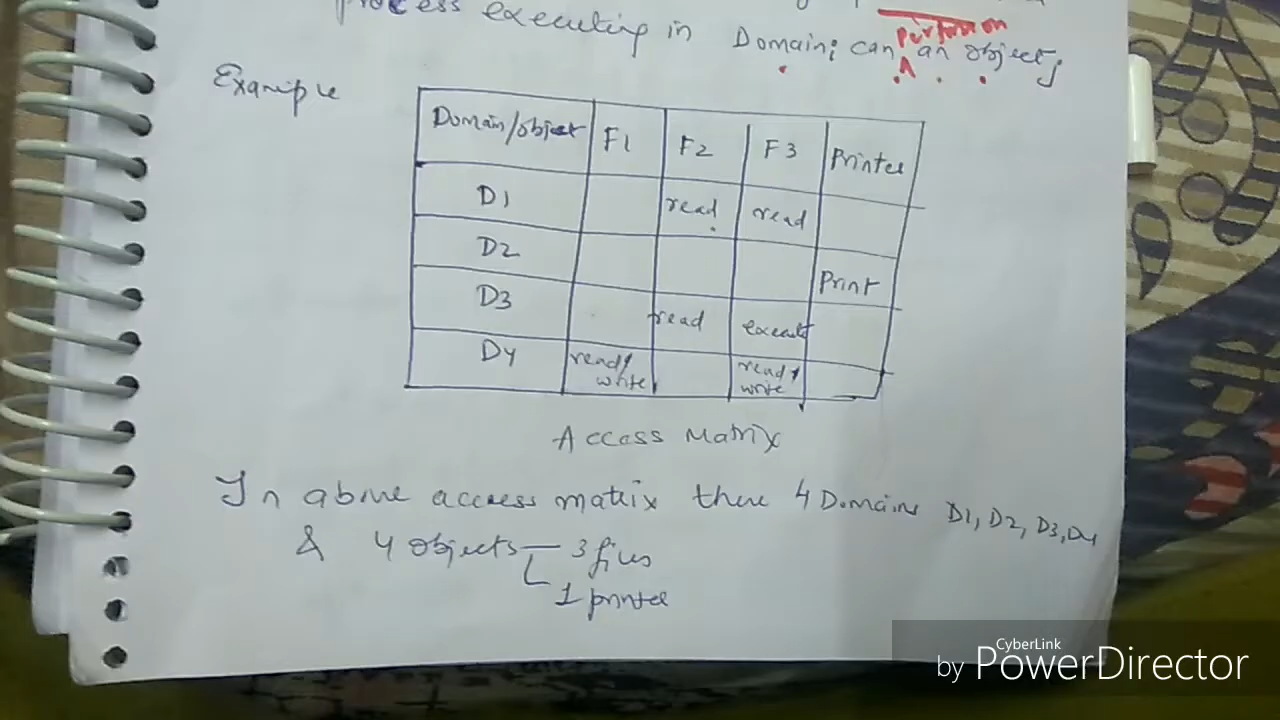 process executing in Domain; can perform on an object;
Example
Domain/object F1 F2 F3 Printer
D1 read read
D2 Print
D3 read execute
D4 read/write read/write
Access Matrix
In above access matrix there 4 Domains D1, D2, D3, D4
& 4 objects 3 files
1 printer
CyberLink
by PowerDirector